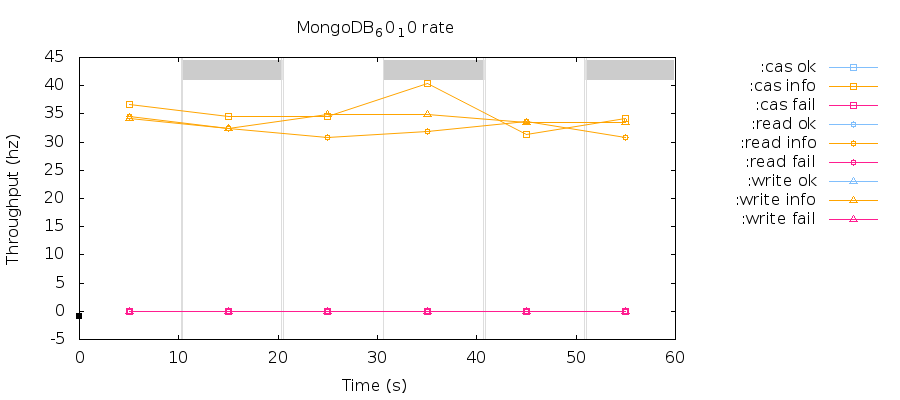 MongoDB₆0₁0 rate
Throughput (hz)
45
40
35
30
25
20
15
10
5
0
-5
0 10 20 30 40 50 60
Time (s)
:cas ok
:cas info
:cas fail
:read ok
:read info
:read fail
:write ok
:write info
:write fail